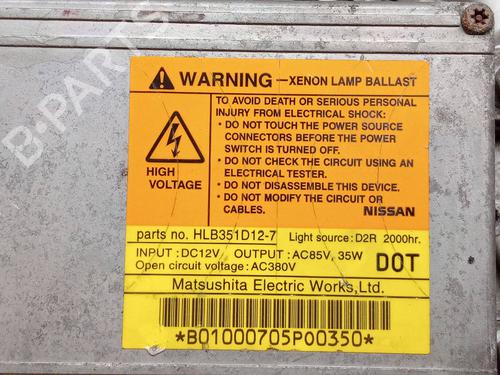 B-PARTS
WARNING —XENON LAMP BALLAST
TO AVOID DEATH OR SERIOUS PERSONAL
INJURY FROM ELECTRICAL SHOCK:
• DO NOT TOUCH THE POWER SOURCE
CONNECTORS BEFORE THE POWER
SWITCH IS TURNED OFF.
• DO NOT CHECK THE CIRCUIT USING AN
ELECTRICAL TESTER.
• DO NOT DISASSEMBLE THIS DEVICE.
• DO NOT MODIFY THE CIRCUIT OR
CABLES.
HIGH
VOLTAGE
NISSAN
parts no. HLB351D12-7 Light source: D2R 2000hr.
INPUT : DC12V OUTPUT : AC85V, 35W
Open circuit voltage : AC380V
DOT
Matsushita Electric Works,Ltd.
*B01000705P00350*